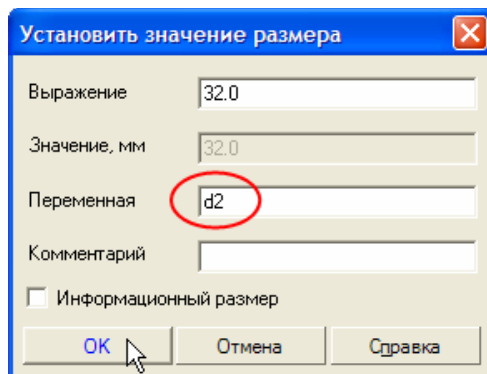 Установить значение размера
Выражение 32.0
Значение, мм 32.0
Переменная d2
Комментарий
Информационный размер
OK Отмена Справка